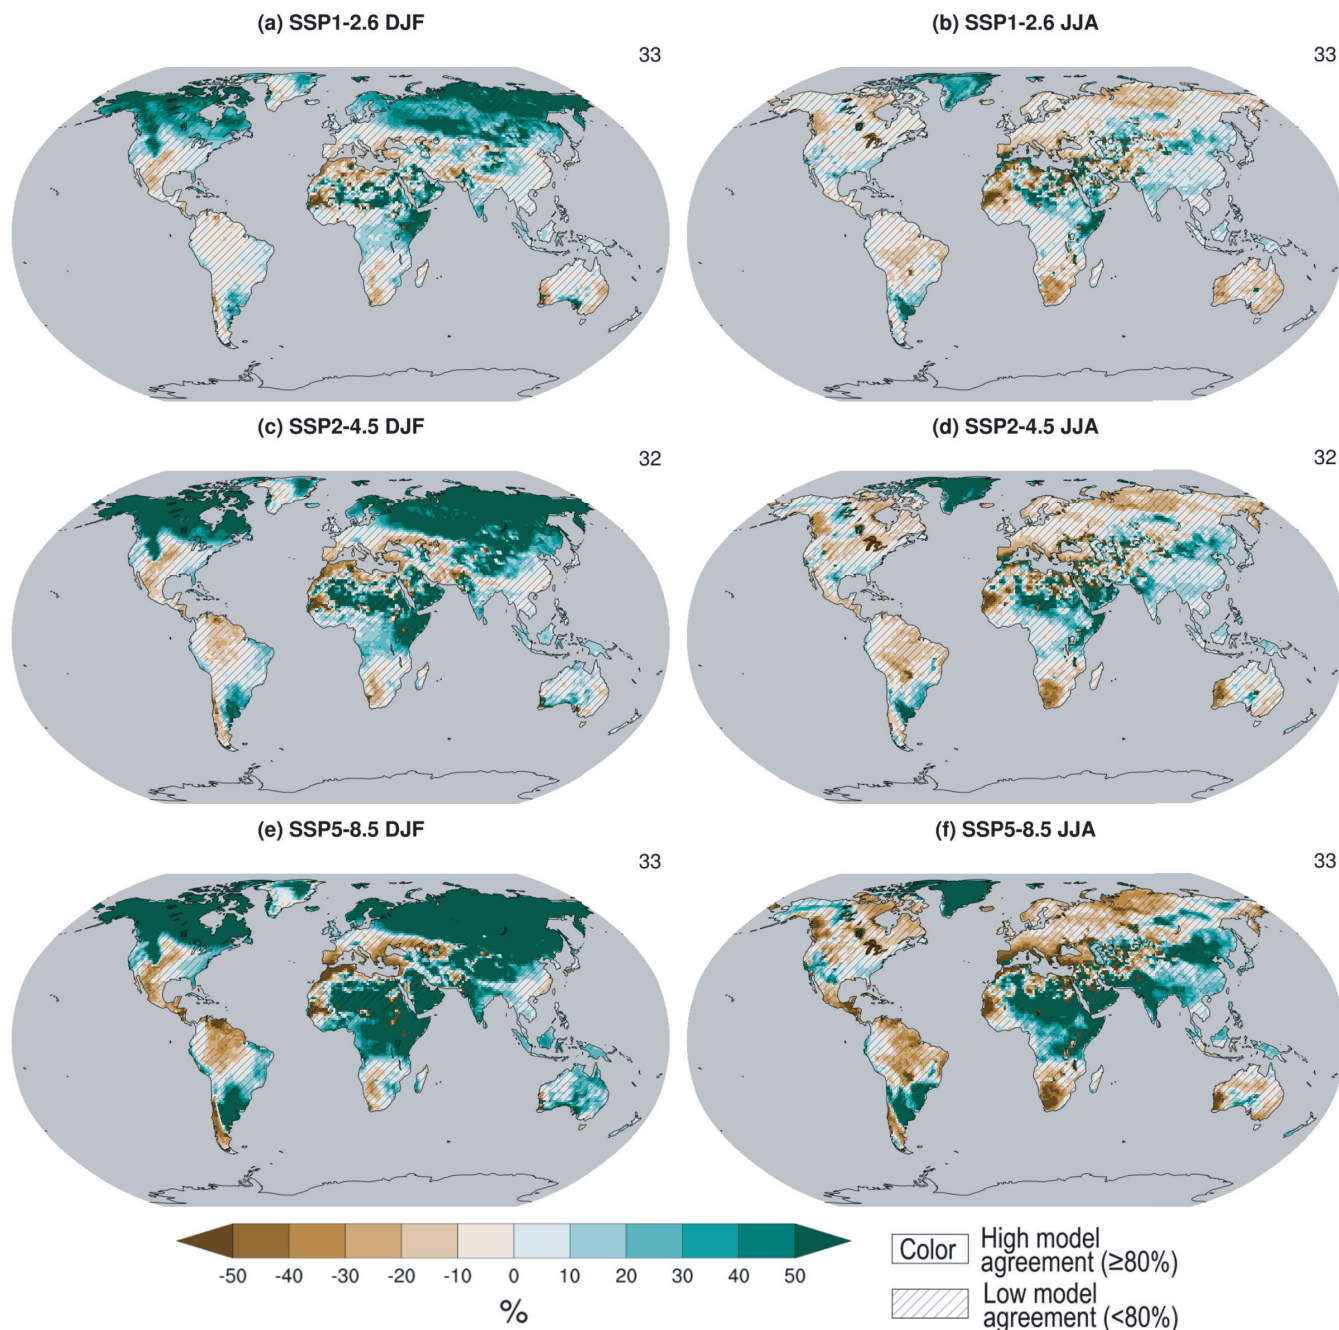 (a) SSP1-2.6 DJF
(b) SSP1-2.6 JJA
33
33
(c) SSP2-4.5 DJF
(d) SSP2-4.5 JJA
32
32
(e) SSP5-8.5 DJF
(f) SSP5-8.5 JJA
33
33
-50 -40 -30 -20 -10 0 10 20 30 40 50
%
Color
High model
agreement (≥80%)
Low model
agreement (<80%)